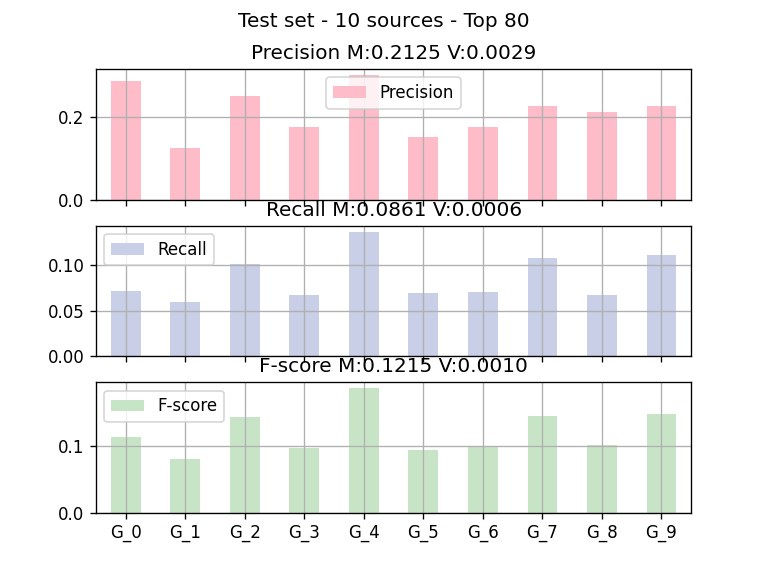 Test set - 10 sources - Top 80
Precision M:0.2125 V:0.0029
Precision
0.2
0.0
Recall M:0.0861 V:0.0006
Recall
0.10
0.05
0.00
F-score M:0.1215 V:0.0010
F-score
0.1
0.0
G_0 G_1 G_2 G_3 G_4 G_5 G_6 G_7 G_8 G_9